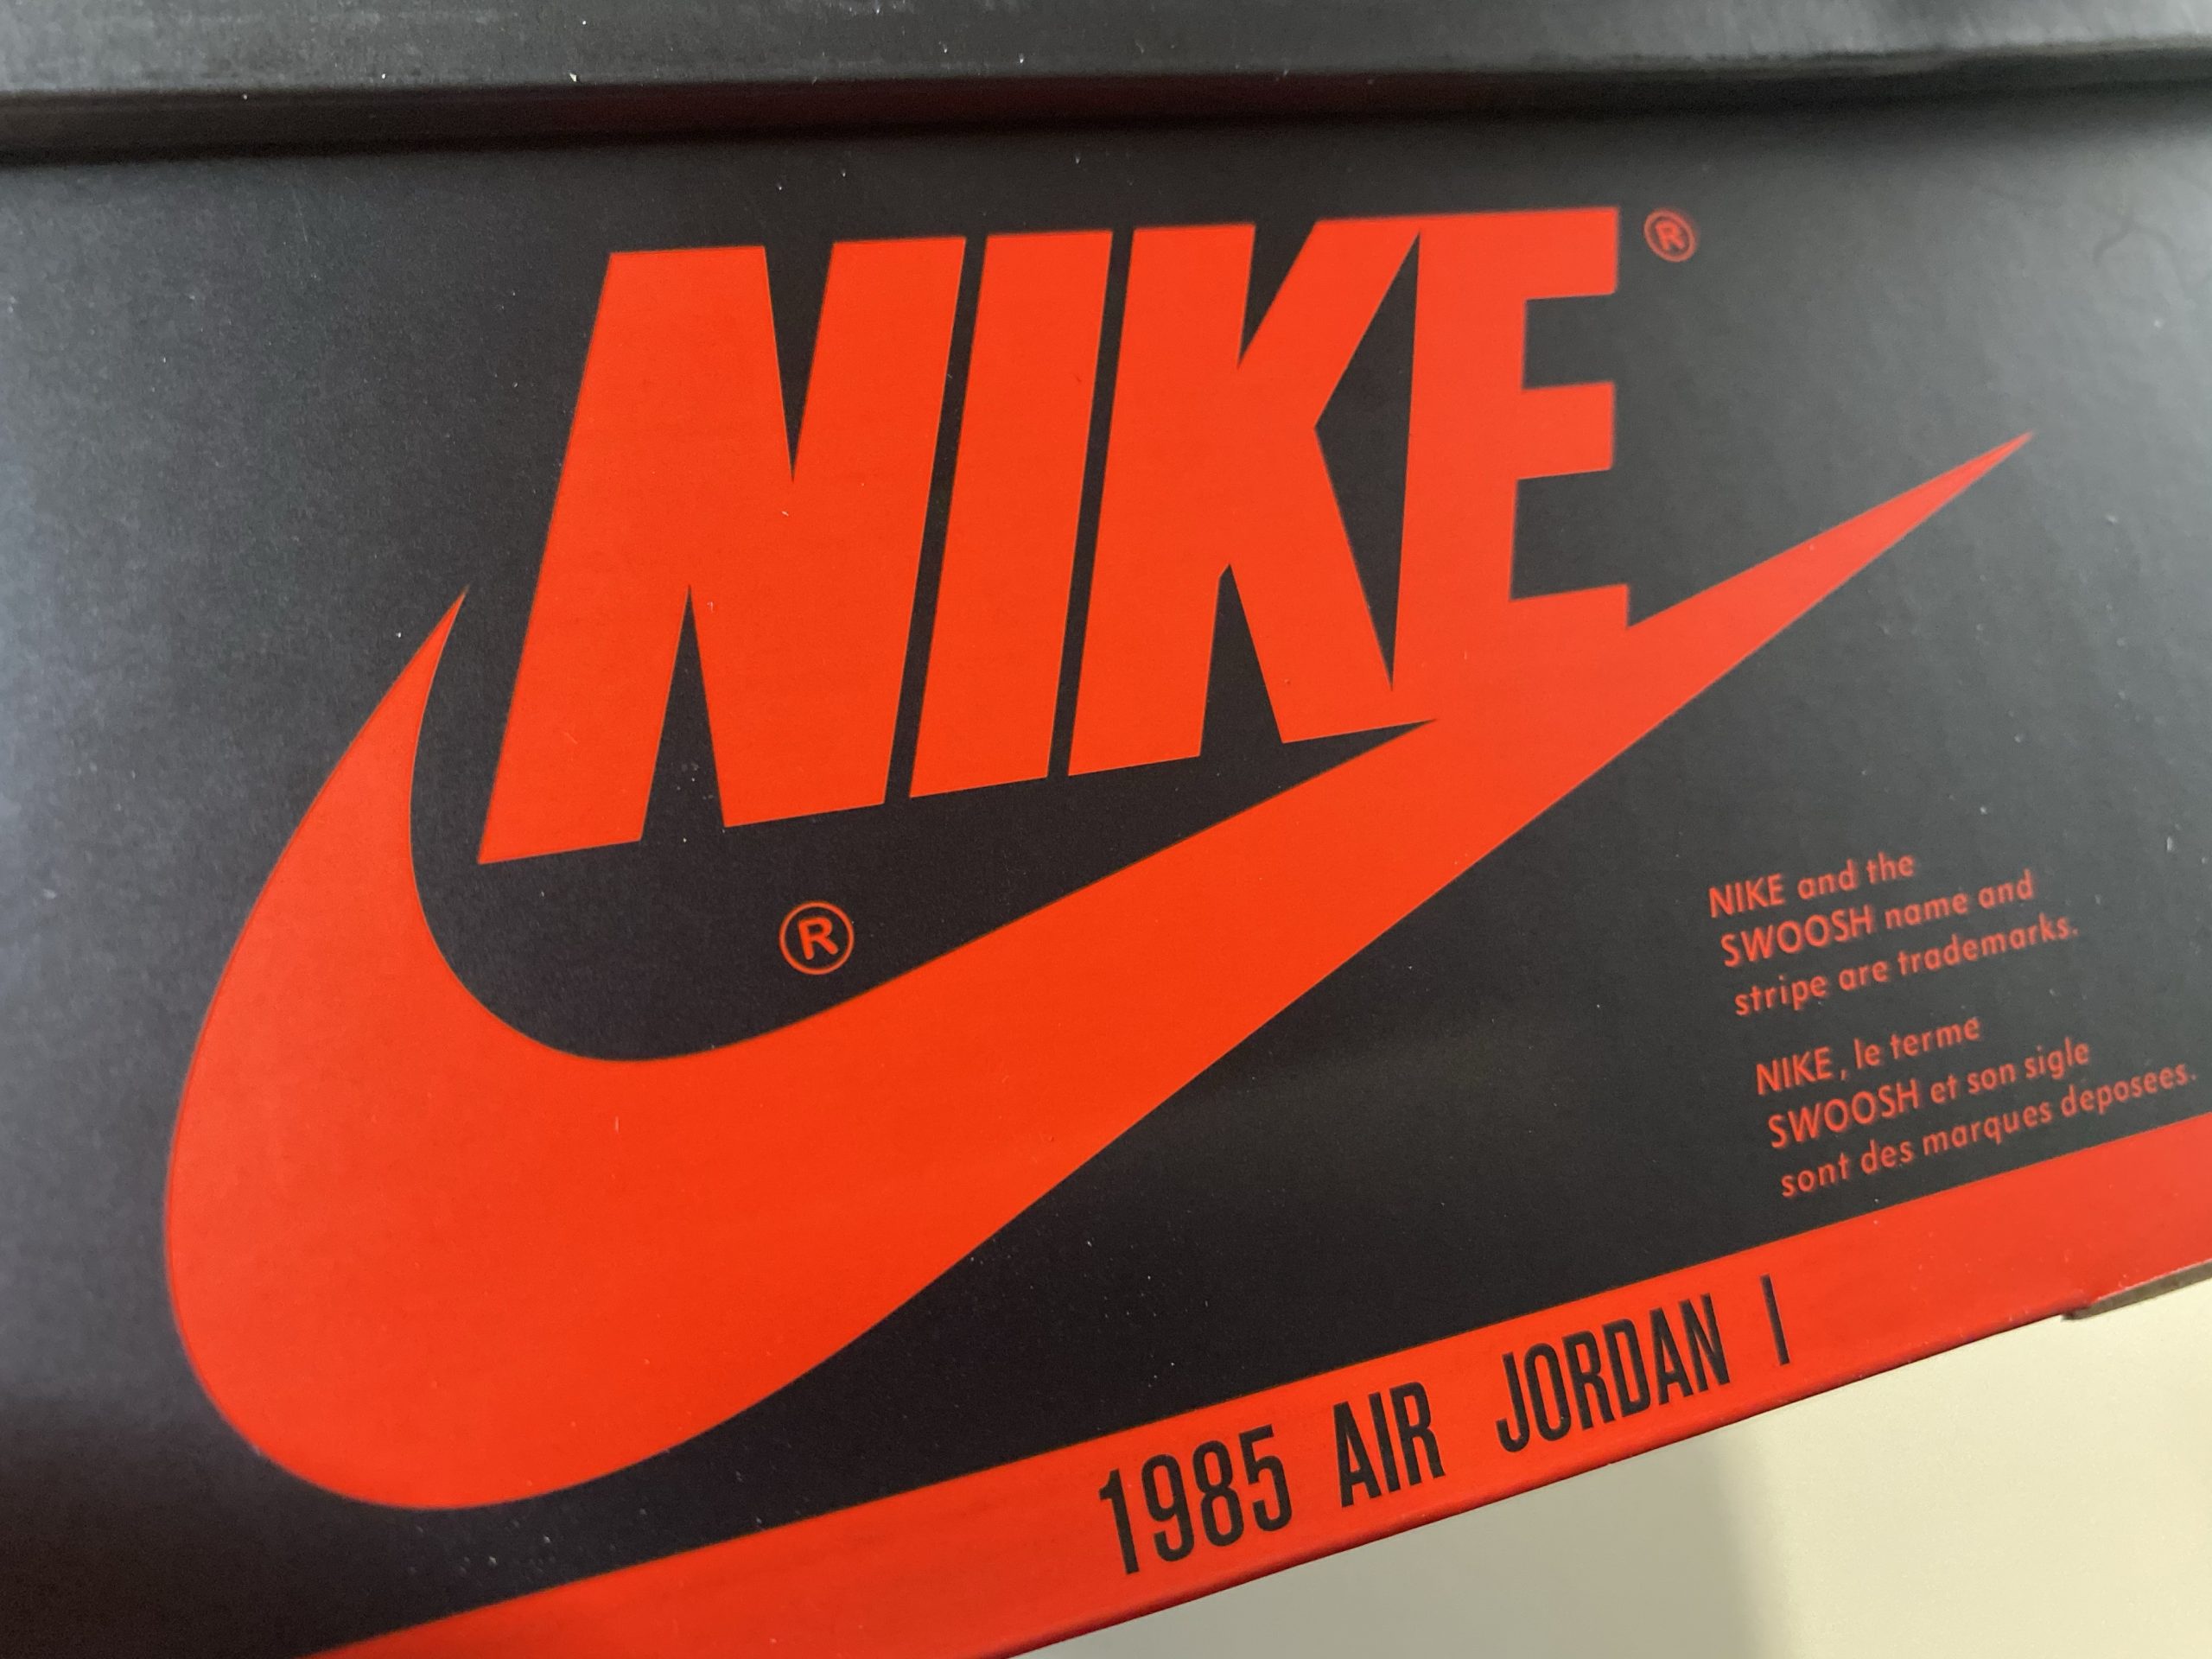 NIKE®
®
NIKE and the
SWOOSH name and
stripe are trademarks.
NIKE, le terme
SWOOSH et son sigle
sont des marques deposees.
1985 AIR JORDAN I